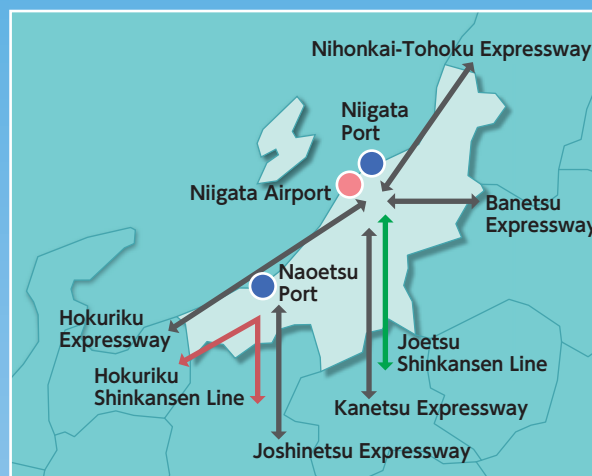 Nihonkai-Tohoku Expressway
Niigata
Port
Niigata Airport
Banetsu
Expressway
Naoetsu
Port
Hokuriku
Expressway
Joetsu
Shinkansen Line
Hokuriku
Shinkansen Line
Kanetsu Expressway
Joshinetsu Expressway